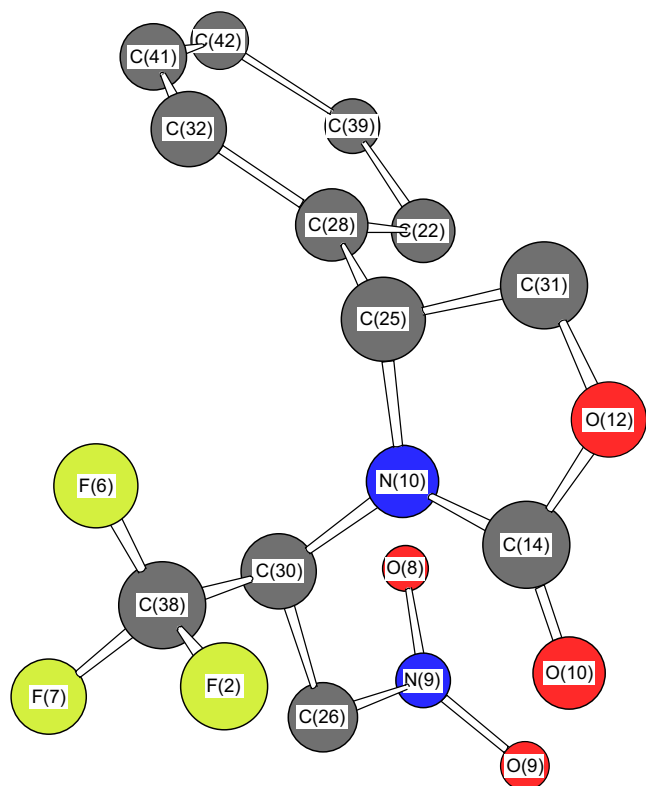 C(42)
C(41)
C(32)
C(39)
C(28)
C(22)
C(31)
C(25)
O(12)
N(10)
F(6)
C(14)
O(8)
C(30)
C(38)
O(10)
N(9)
F(2)
F(7)
C(26)
O(9)